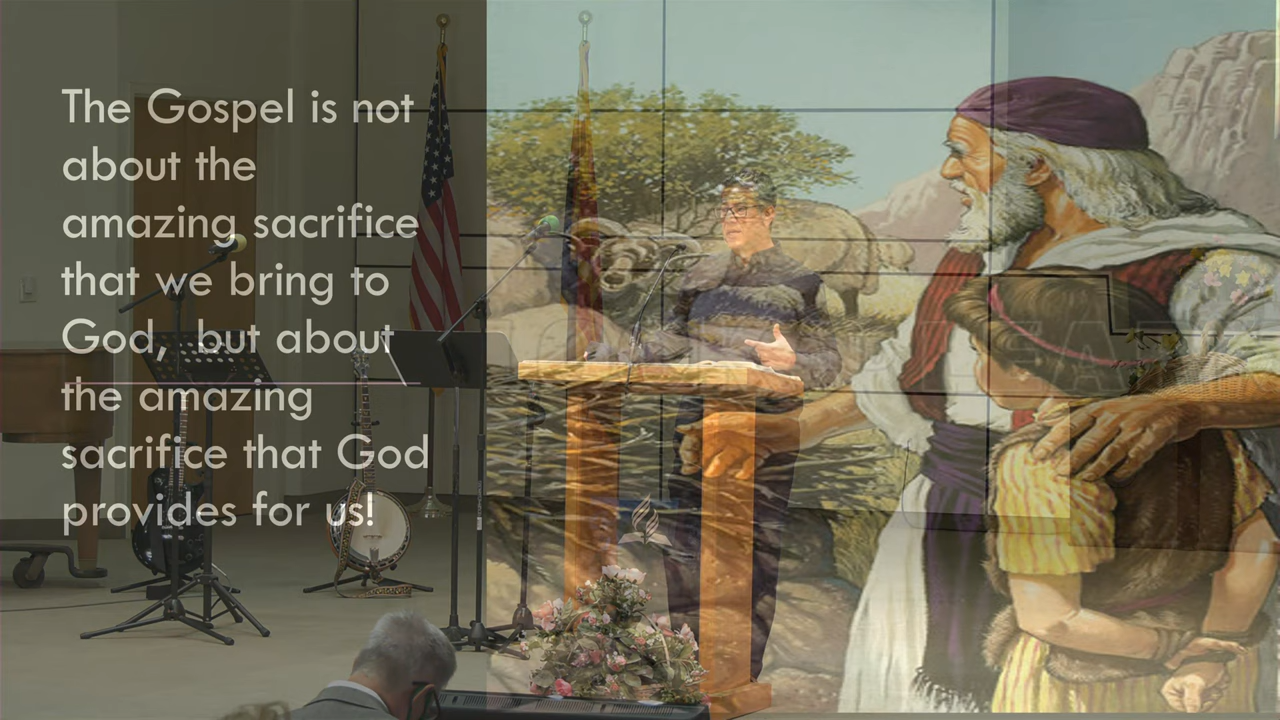 The Gospel is not
about the
amazing sacrifice
that we bring to
God,  but about
the amazing
sacrifice that God
provides for us!